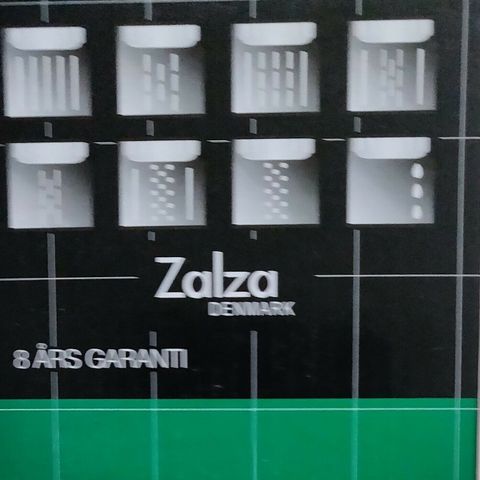 Zalza
DENMARK
8 ÅRS GARANTI